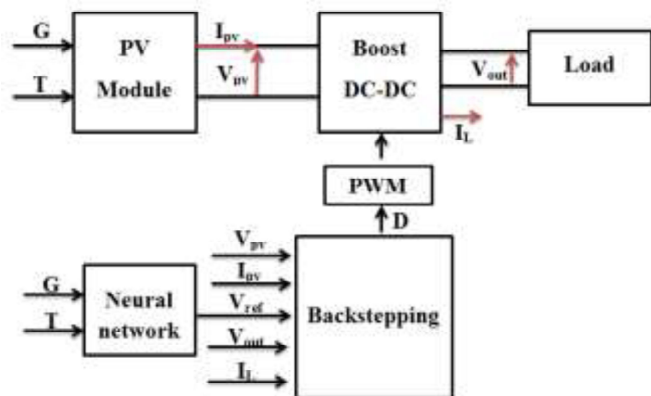 G
T
PV
Module
Ipv
Vpv
Boost
DC-DC
Vout
IL
Load
PWM
D
G
T
Neural
network
Vpv
Ipv
Vref
Vout
IL
Backstepping